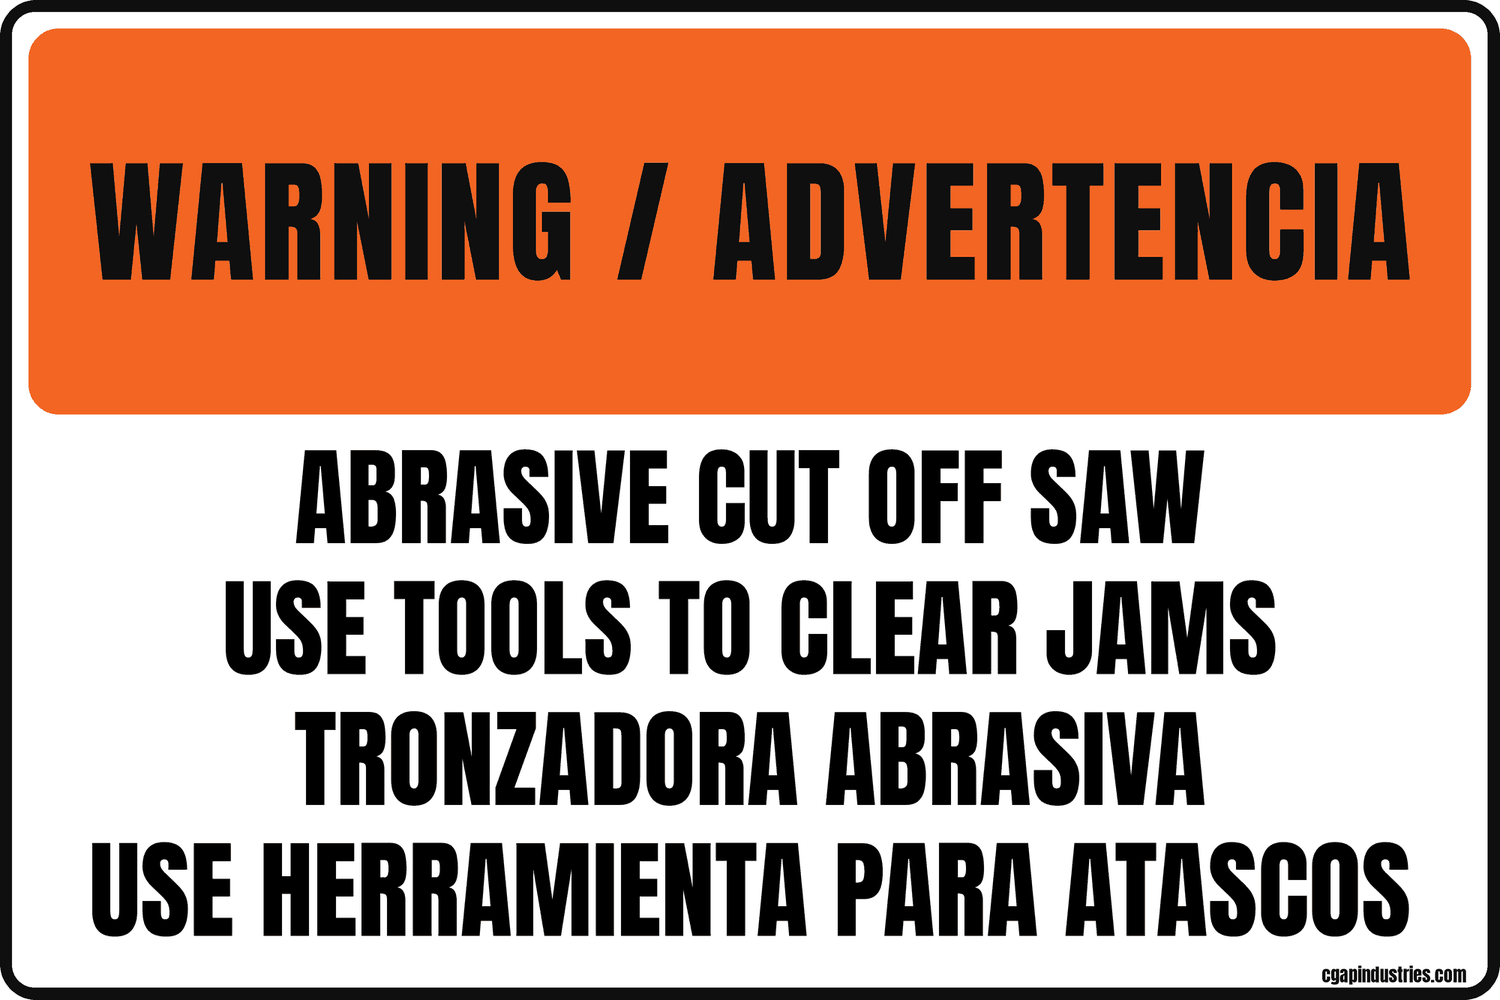 WARNING / ADVERTENCIA
ABRASIVE CUT OFF SAW
USE TOOLS TO CLEAR JAMS
TRONZADORA ABRASIVA
USE HERRAMIENTA PARA ATASCOS
cgapindustries.com